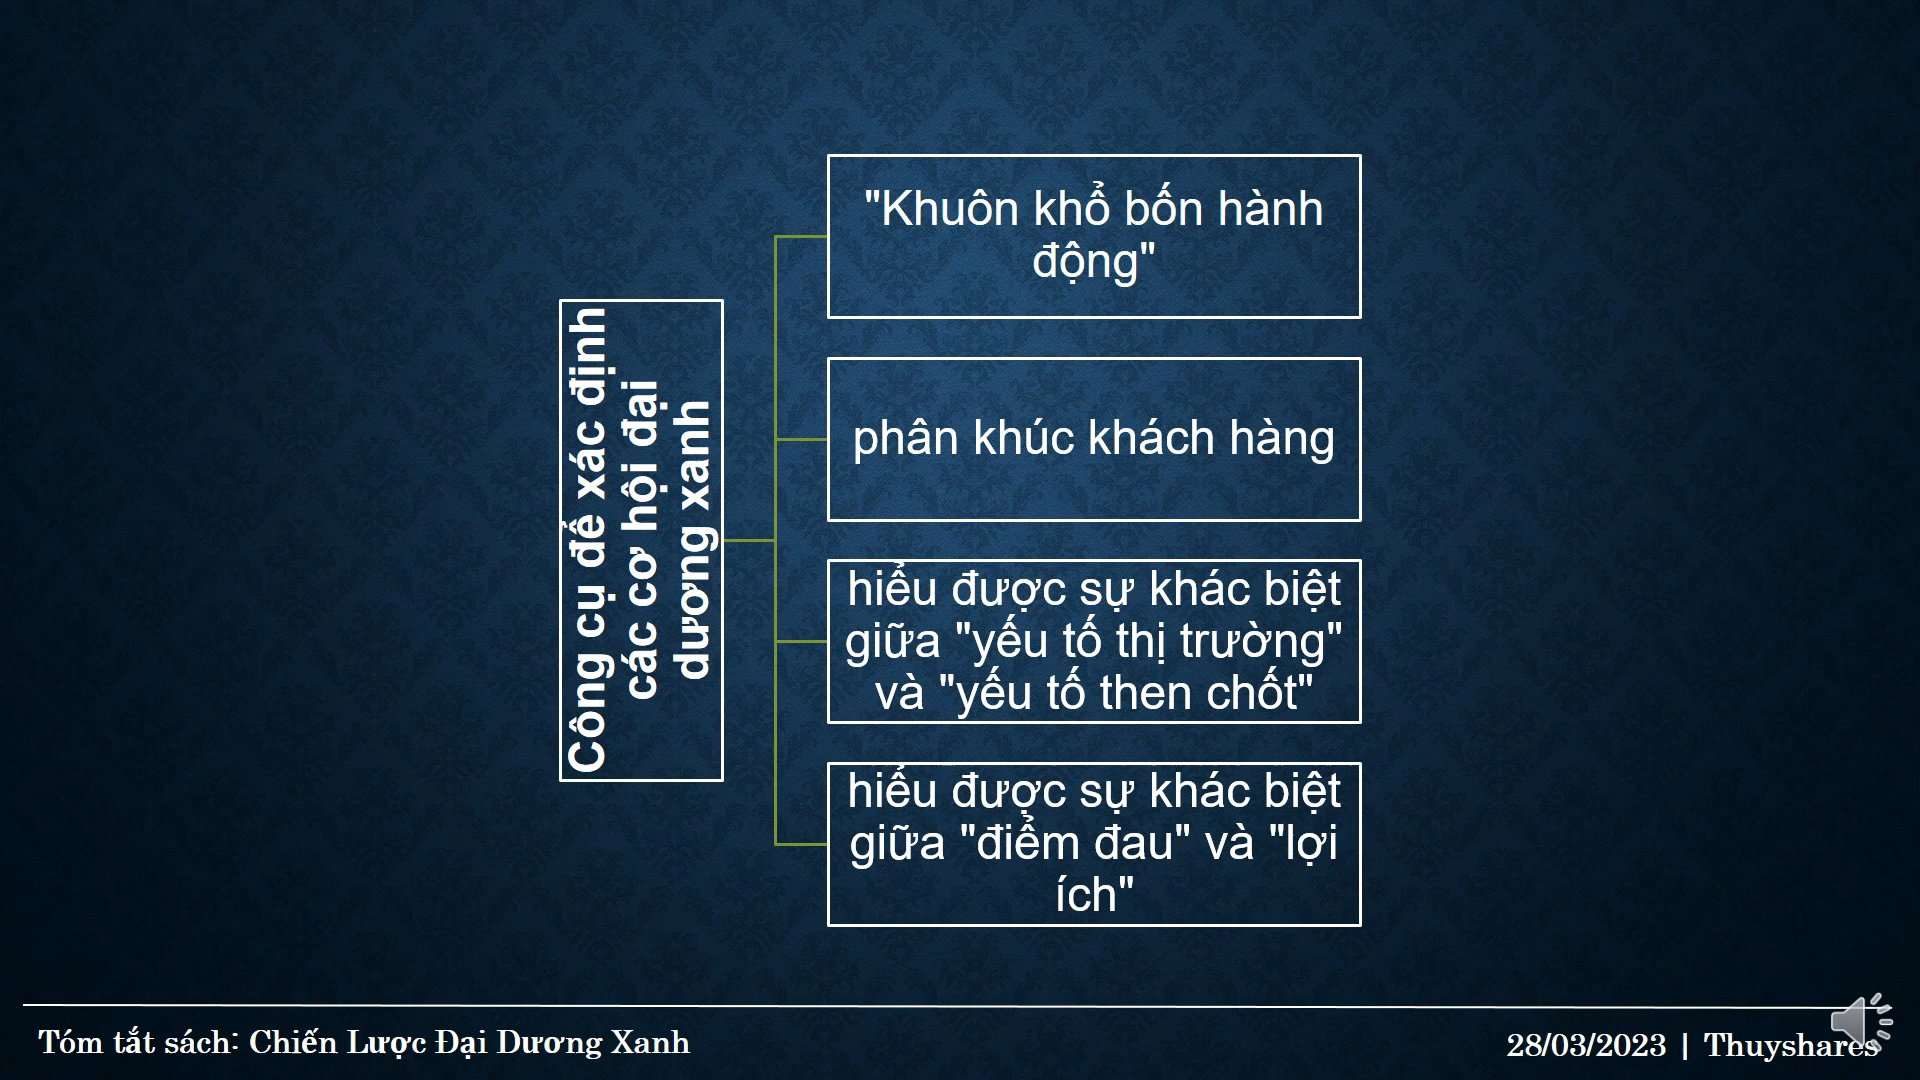 Công cụ để xác định
các cơ hội đại
dương xanh
"Khuôn khổ bốn hành
động"
phân khúc khách hàng
hiểu được sự khác biệt
giữa "yếu tố thị trường"
và "yếu tố then chốt"
hiểu được sự khác biệt
giữa "điểm đau" và "lợi
ích"
Tóm tắt sách: Chiến Lược Đại Dương Xanh
28/03/2023 | Thuyshares